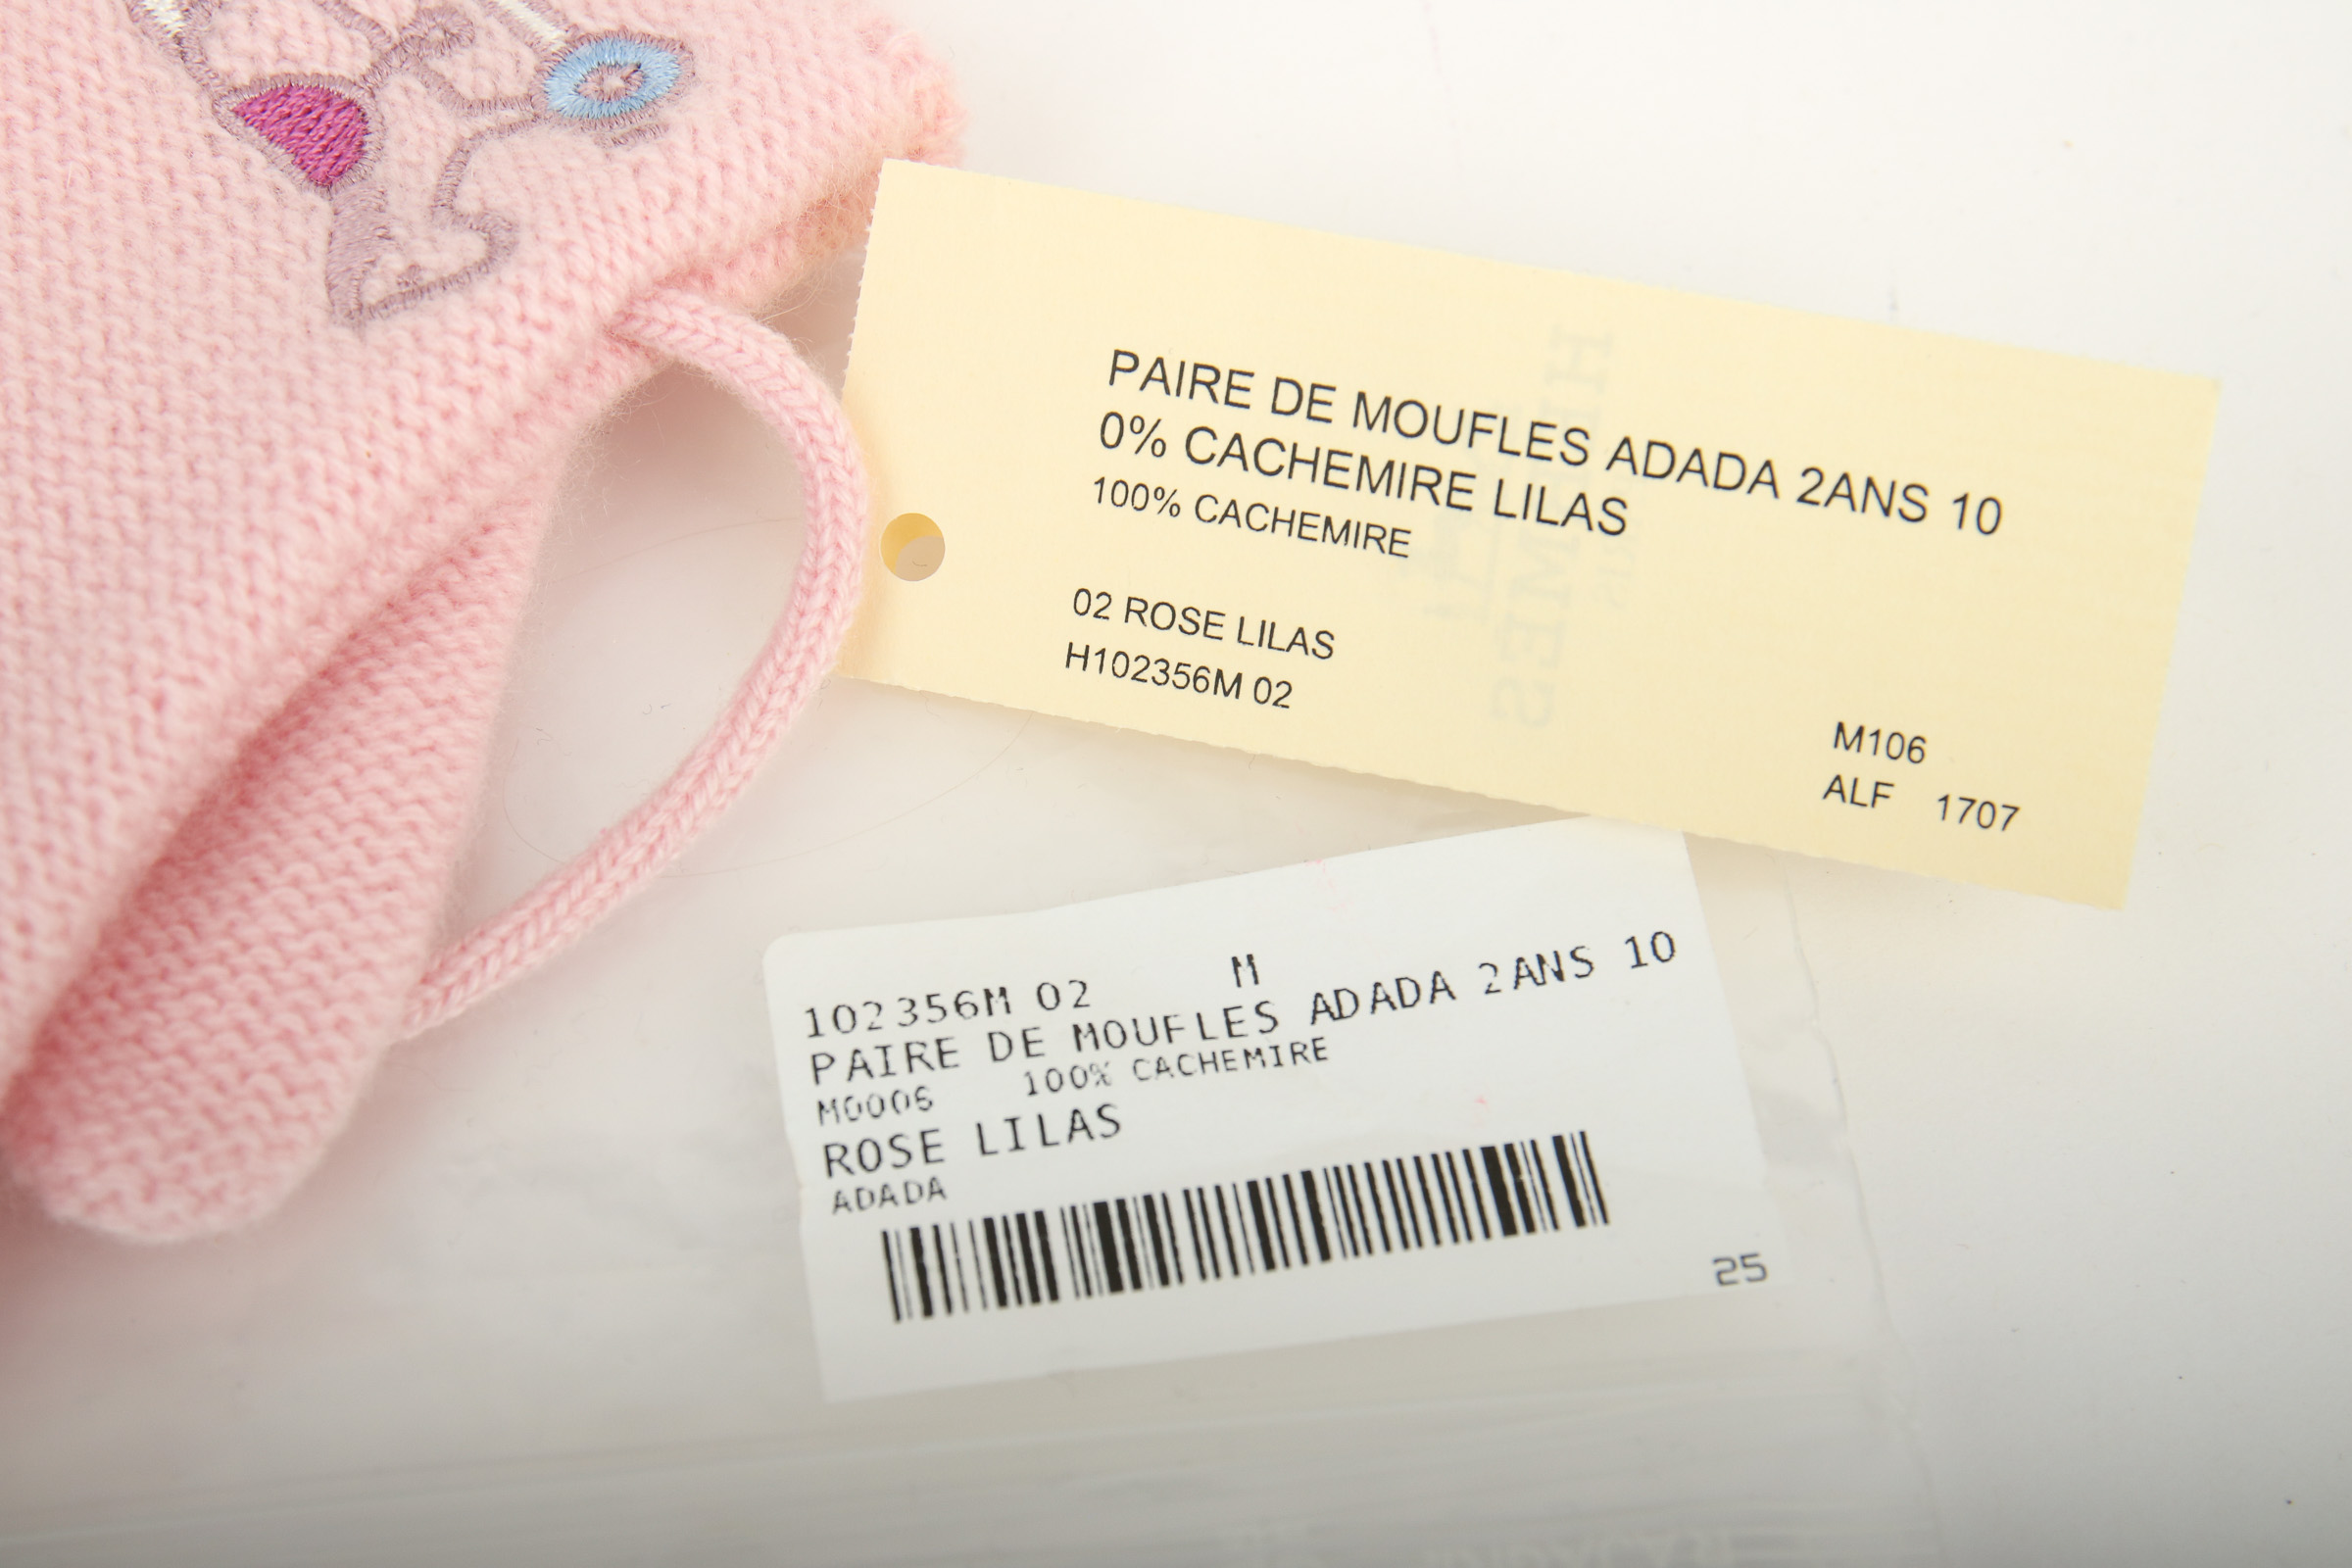 PAIRE DE MOUFLES ADADA 2ANS 10
0% CACHEMIRE LILAS
100% CACHEMIRE
02 ROSE LILAS
H102356M 02
M106
ALF 1707
HERMES
102356M 02 M
PAIRE DE MOUFLES ADADA 2ANS 10
M0006 100% CACHEMIRE
ROSE LILAS
ADADA
25